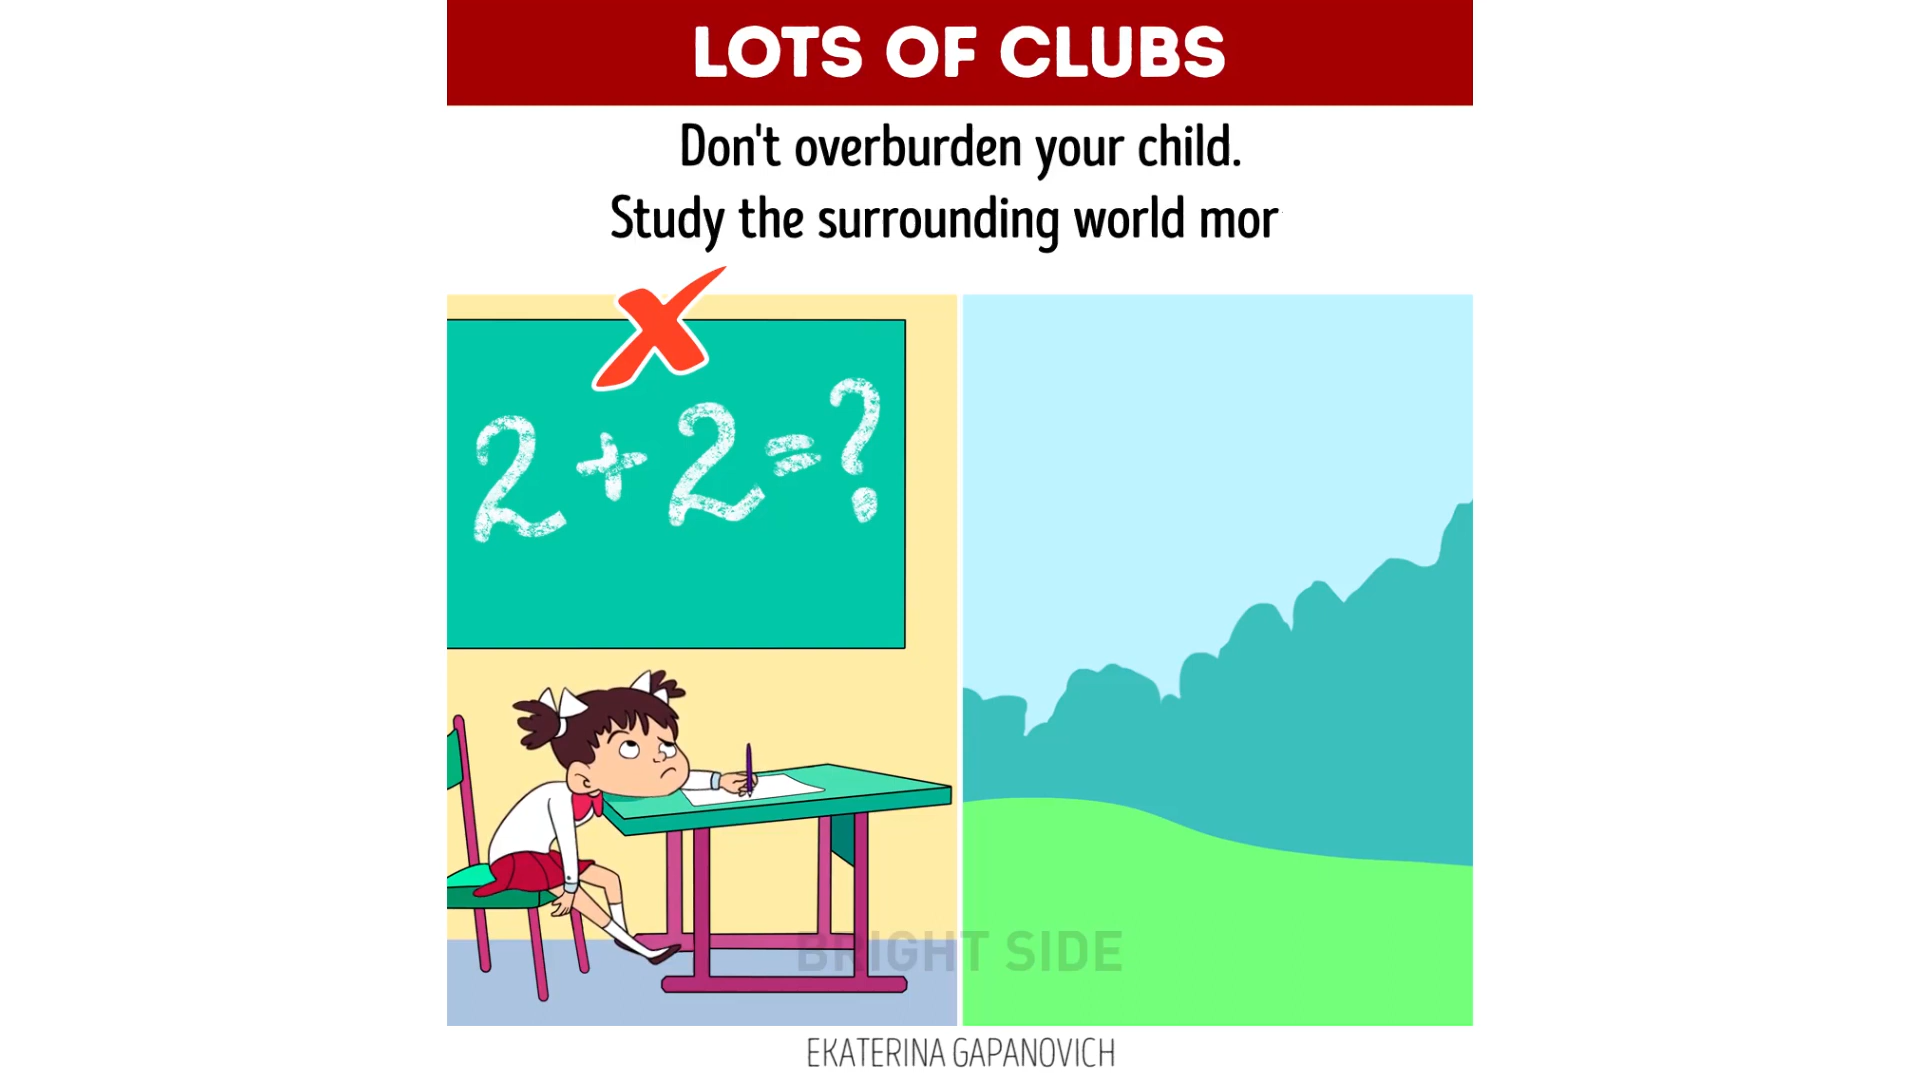 LOTS OF CLUBS
Don't overburden your child.
Study the surrounding world mor
2+2=?
BRIGHT SIDE
EKATERINA GAPANOVICH